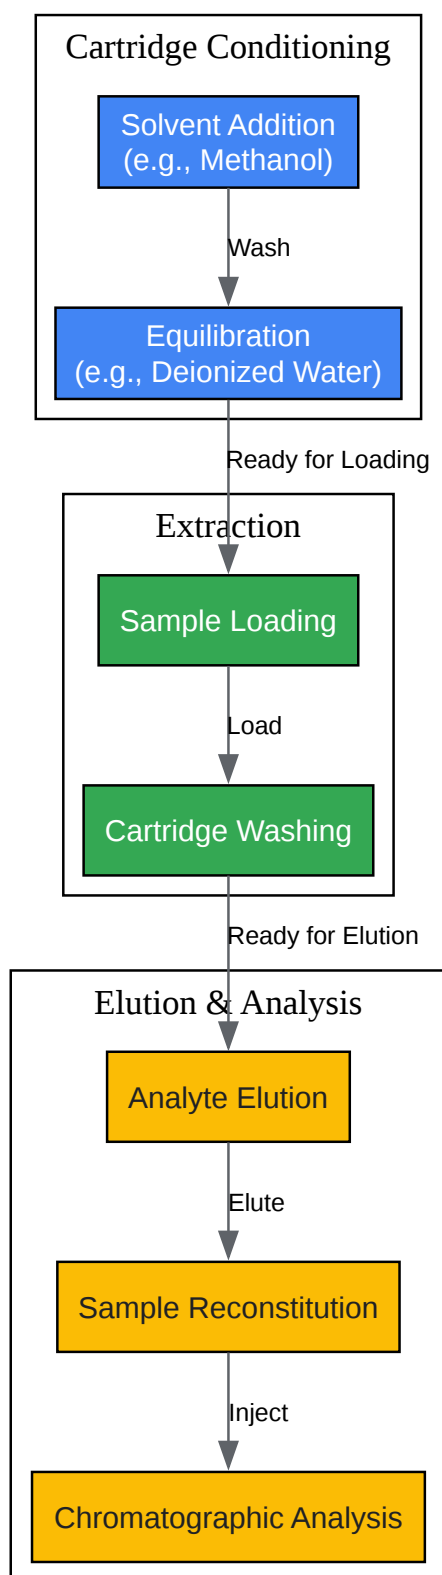 Cartridge Conditioning
Solvent Addition
(e.g., Methanol)
Wash
Equilibration
(e.g., Deionized Water)
Ready for Loading
Extraction
Sample Loading
Load
Cartridge Washing
Ready for Elution
Elution & Analysis
Analyte Elution
Elute
Sample Reconstitution
Inject
Chromatographic Analysis